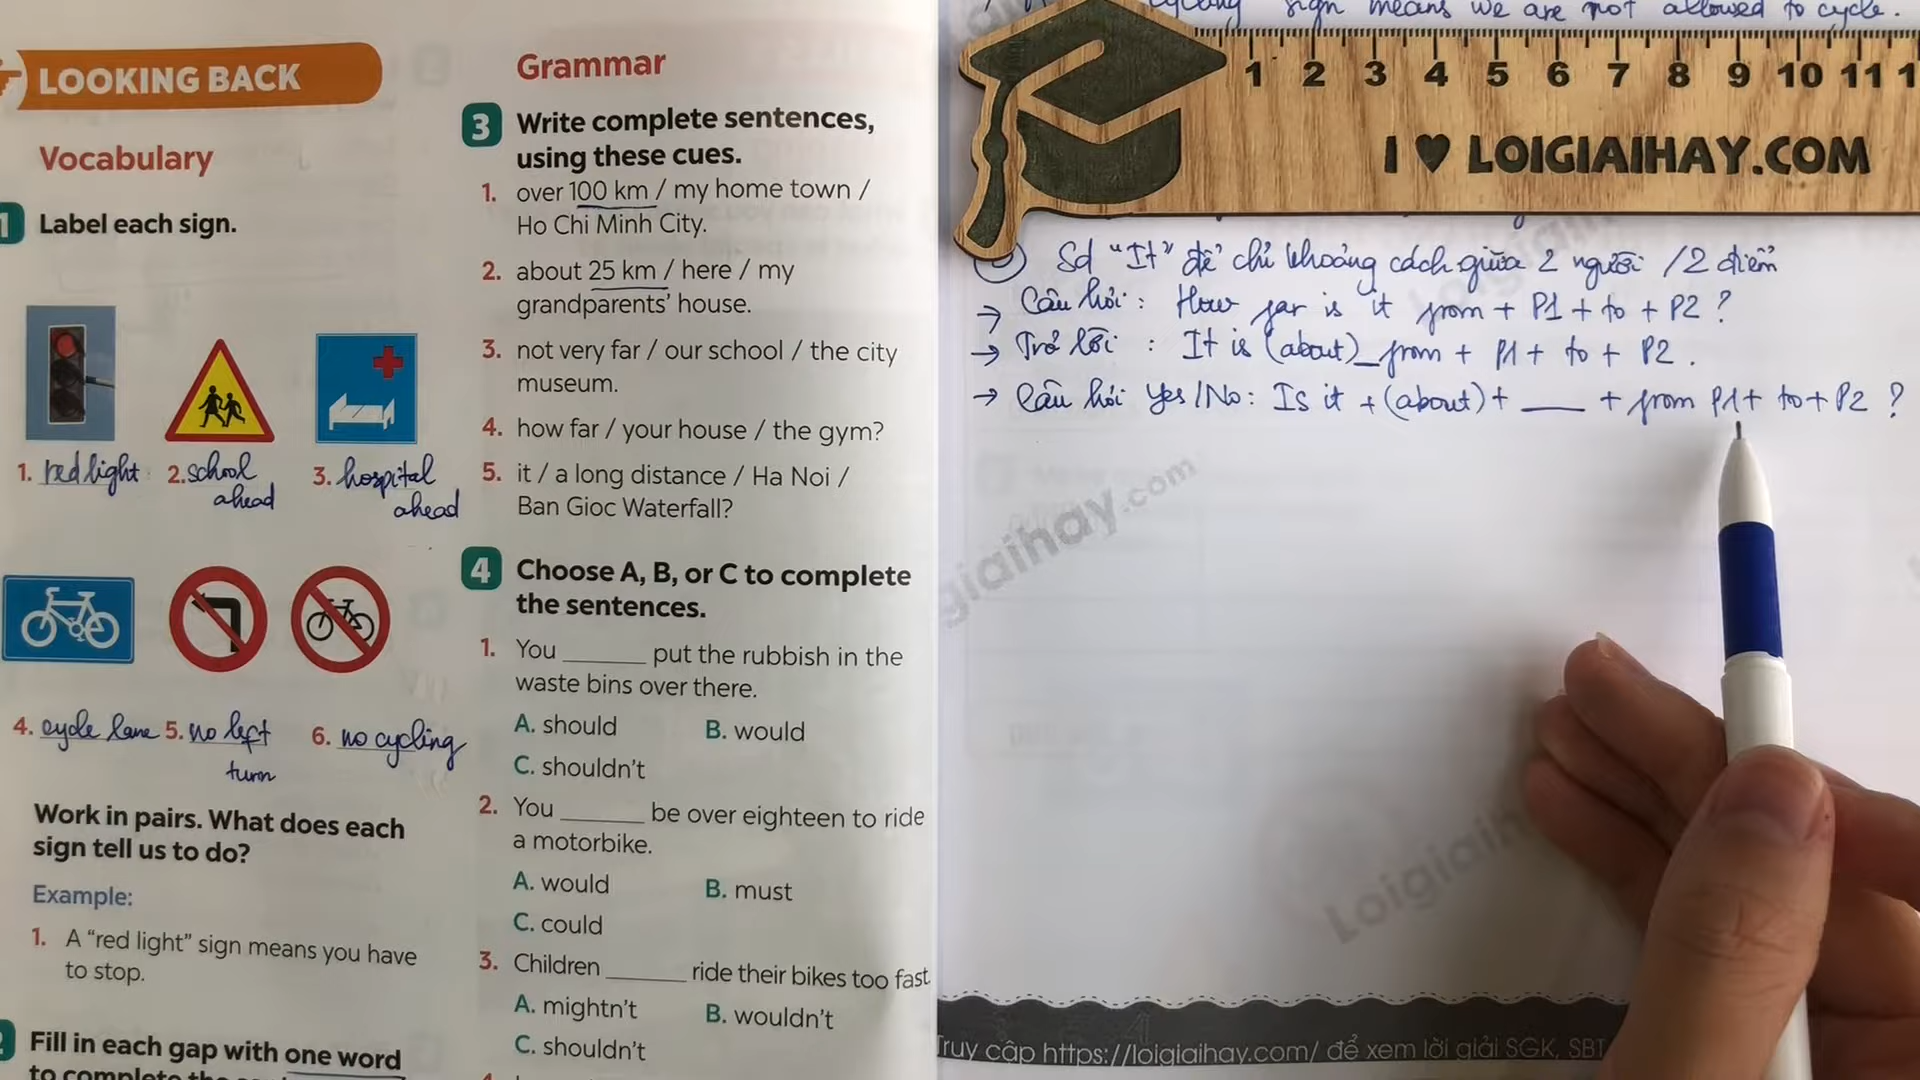 LOOKING BACK
Vocabulary
1 Label each sign.
1. red light 2. school ahead 3. hospital ahead
4. cycle lane 5. no left turn 6. no cycling
Work in pairs. What does each
sign tell us to do?
Example:
1. A “red light” sign means you have
to stop.
Fill in each gap with one word
to complete the
Grammar
3 Write complete sentences,
using these cues.
1. over 100 km / my home town /
Ho Chi Minh City.
2. about 25 km / here / my
grandparents’ house.
3. not very far / our school / the city
museum.
4. how far / your house / the gym?
5. it / a long distance / Ha Noi /
Ban Gioc Waterfall?
4 Choose A, B, or C to complete
the sentences.
1. You ______ put the rubbish in the
waste bins over there.
A. should B. would
C. shouldn’t
2. You ______ be over eighteen to ride
a motorbike.
A. would B. must
C. could
3. Children ______ ride their bikes too fast.
A. mightn’t B. wouldn’t
C. shouldn’t
sign means we are not allowed to cycle.
1 2 3 4 5 6 7 8 9 10 11 1
I ♥ LOIGIAIHAY.COM
Sd “It” để chỉ khoảng cách giữa 2 người / 2 điểm
→ Câu hỏi : How far is it from + P1 + to + P2 ?
→ Trả lời : It is (about) _ from + P1 + to + P2 .
→ Câu hỏi Yes/No: Is it + (about) + ___ + from P1 + to + P2 ?
giaihay.com
Loigiaih
Truy cập https://loigiaihay.com/ để xem lời giải SGK, SBT